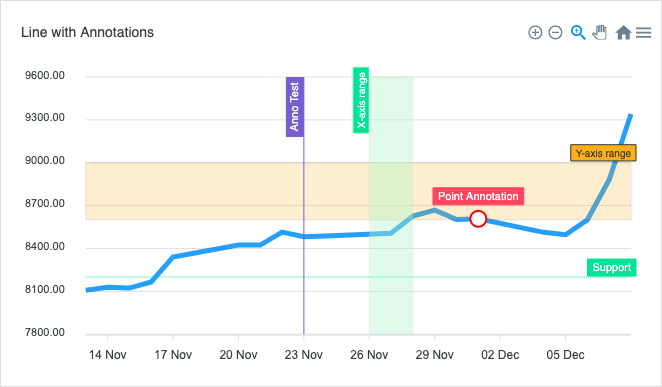 Line with Annotations
9600.00
9300.00
9000.00
8700.00
8400.00
8100.00
7800.00
Anno Test
X-axis range
Y-axis range
Point Annotation
Support
14 Nov
17 Nov
20 Nov
23 Nov
26 Nov
29 Nov
02 Dec
05 Dec